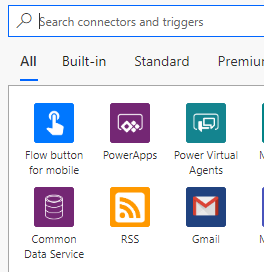 Search connectors and triggers
All Built-in Standard Premium
Flow button for mobile
PowerApps
Power Virtual Agents
Common Data Service
RSS
Gmail